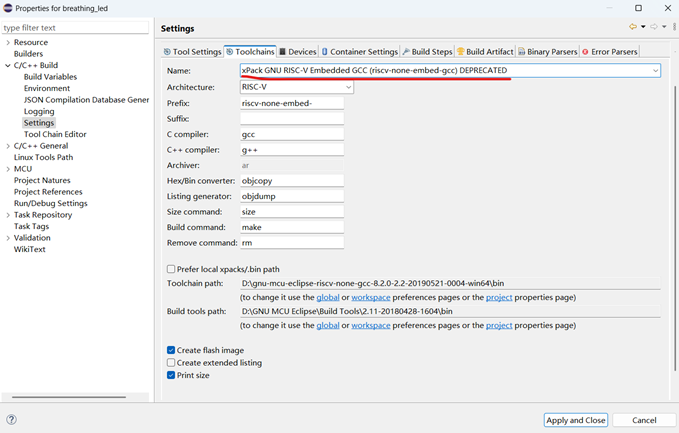 Properties for breathing_led
type filter text
Settings
Resource
Builders
C/C++ Build
Build Variables
Environment
JSON Compilation Database Gener
Logging
Settings
Tool Chain Editor
C/C++ General
Linux Tools Path
MCU
Project Natures
Project References
Run/Debug Settings
Task Repository
Task Tags
Validation
WikiText
Tool Settings Toolchains Devices Container Settings Build Steps Build Artifact Binary Parsers Error Parsers
Name: xPack GNU RISC-V Embedded GCC (riscv-none-embed-gcc) DEPRECATED
Architecture: RISC-V
Prefix: riscv-none-embed-
Suffix:
C compiler: gcc
C++ compiler: g++
Archiver: ar
Hex/Bin converter: objcopy
Listing generator: objdump
Size command: size
Build command: make
Remove command: rm
Prefer local xpacks/.bin path
Toolchain path: D:\gnu-mcu-eclipse-riscv-none-gcc-8.2.0-2.2-20190521-0004-win64\bin
(to change it use the global or workspace preferences pages or the project properties page)
Build tools path: D:\GNU MCU Eclipse\Build Tools\2.11-20180428-1604\bin
(to change it use the global or workspace preferences pages or the project properties page)
Create flash image
Create extended listing
Print size
? Apply and Close Cancel